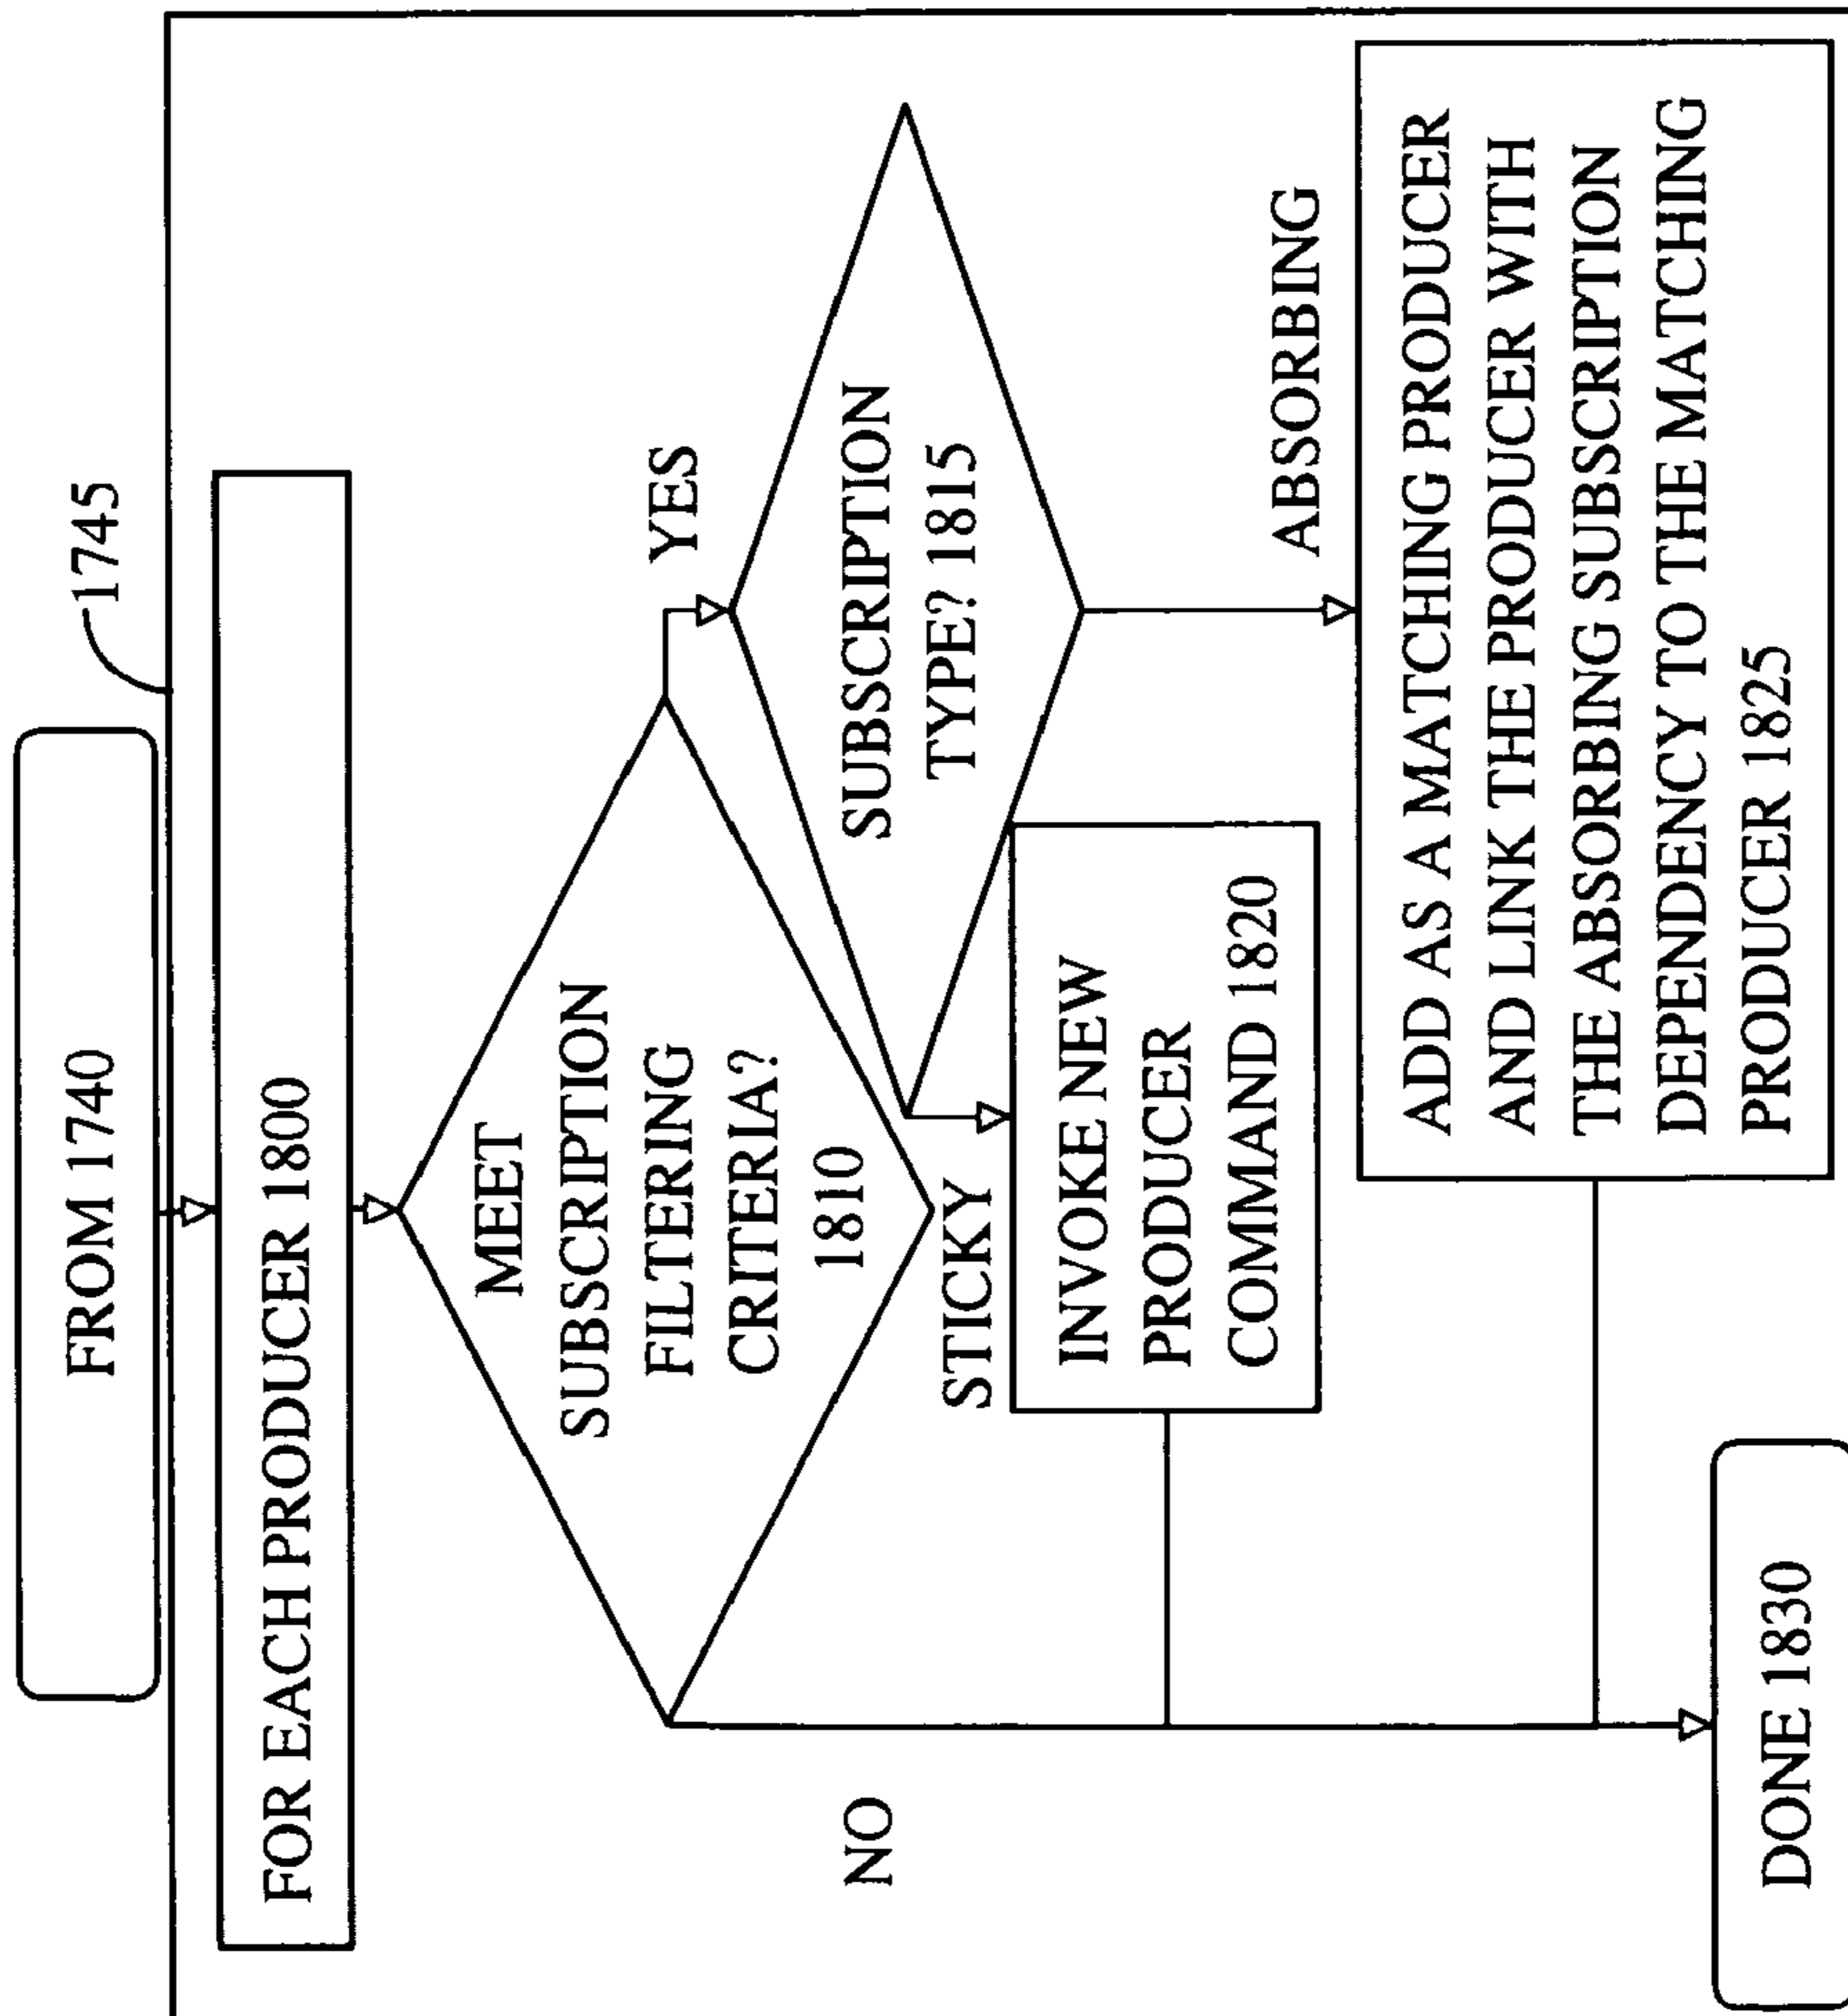 FROM 1740
1745
FOR EACH PRODUCER 1800
MEET
SUBSCRIPTION
FILTERING
CRITERIA?
1810
YES
NO
SUBSCRIPTION
TYPE? 1815
STICKY
INVOKE NEW
PRODUCER
COMMAND 1820
ABSORBING
ADD AS A MATCHING PRODUCER
AND LINK THE PRODUCER WITH
THE ABSORBING SUBSCRIPTION
DEPENDENCY TO THE MATCHING
PRODUCER 1825
DONE 1830